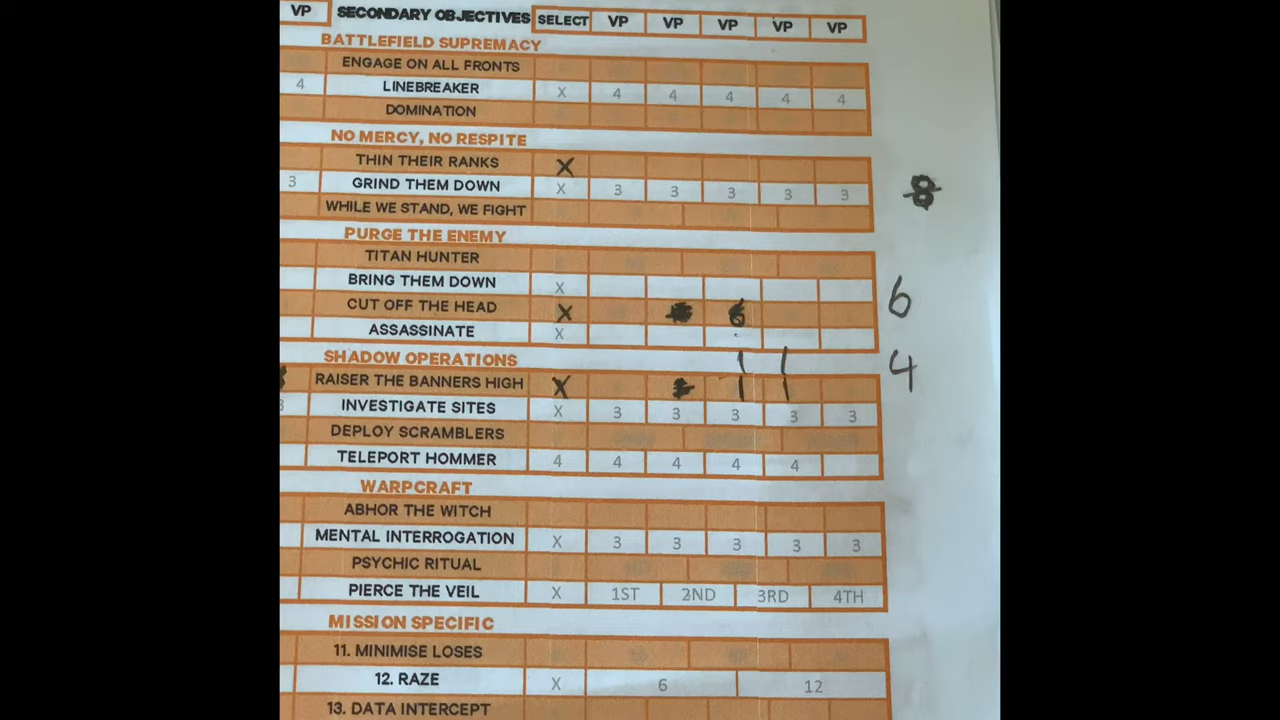 VP SECONDARY OBJECTIVES SELECT VP VP VP VP VP
BATTLEFIELD SUPREMACY
ENGAGE ON ALL FRONTS
4 LINEBREAKER X 4 4 4 4 4
DOMINATION
NO MERCY, NO RESPITE
THIN THEIR RANKS X
3 GRIND THEM DOWN X 3 3 3 3 3 8
WHILE WE STAND, WE FIGHT
PURGE THE ENEMY
TITAN HUNTER
BRING THEM DOWN X 6
CUT OFF THE HEAD X 6
ASSASSINATE X
SHADOW OPERATIONS | | 4
RAISER THE BANNERS HIGH X | |
3 INVESTIGATE SITES X 3 3 3 3 3
DEPLOY SCRAMBLERS
TELEPORT HOMMER 4 4 4 4 4
WARPCRAFT
ABHOR THE WITCH
MENTAL INTERROGATION X 3 3 3 3 3
PSYCHIC RITUAL
PIERCE THE VEIL X 1ST 2ND 3RD 4TH
MISSION SPECIFIC
11. MINIMISE LOSES
12. RAZE X 6 12
13. DATA INTERCEPT